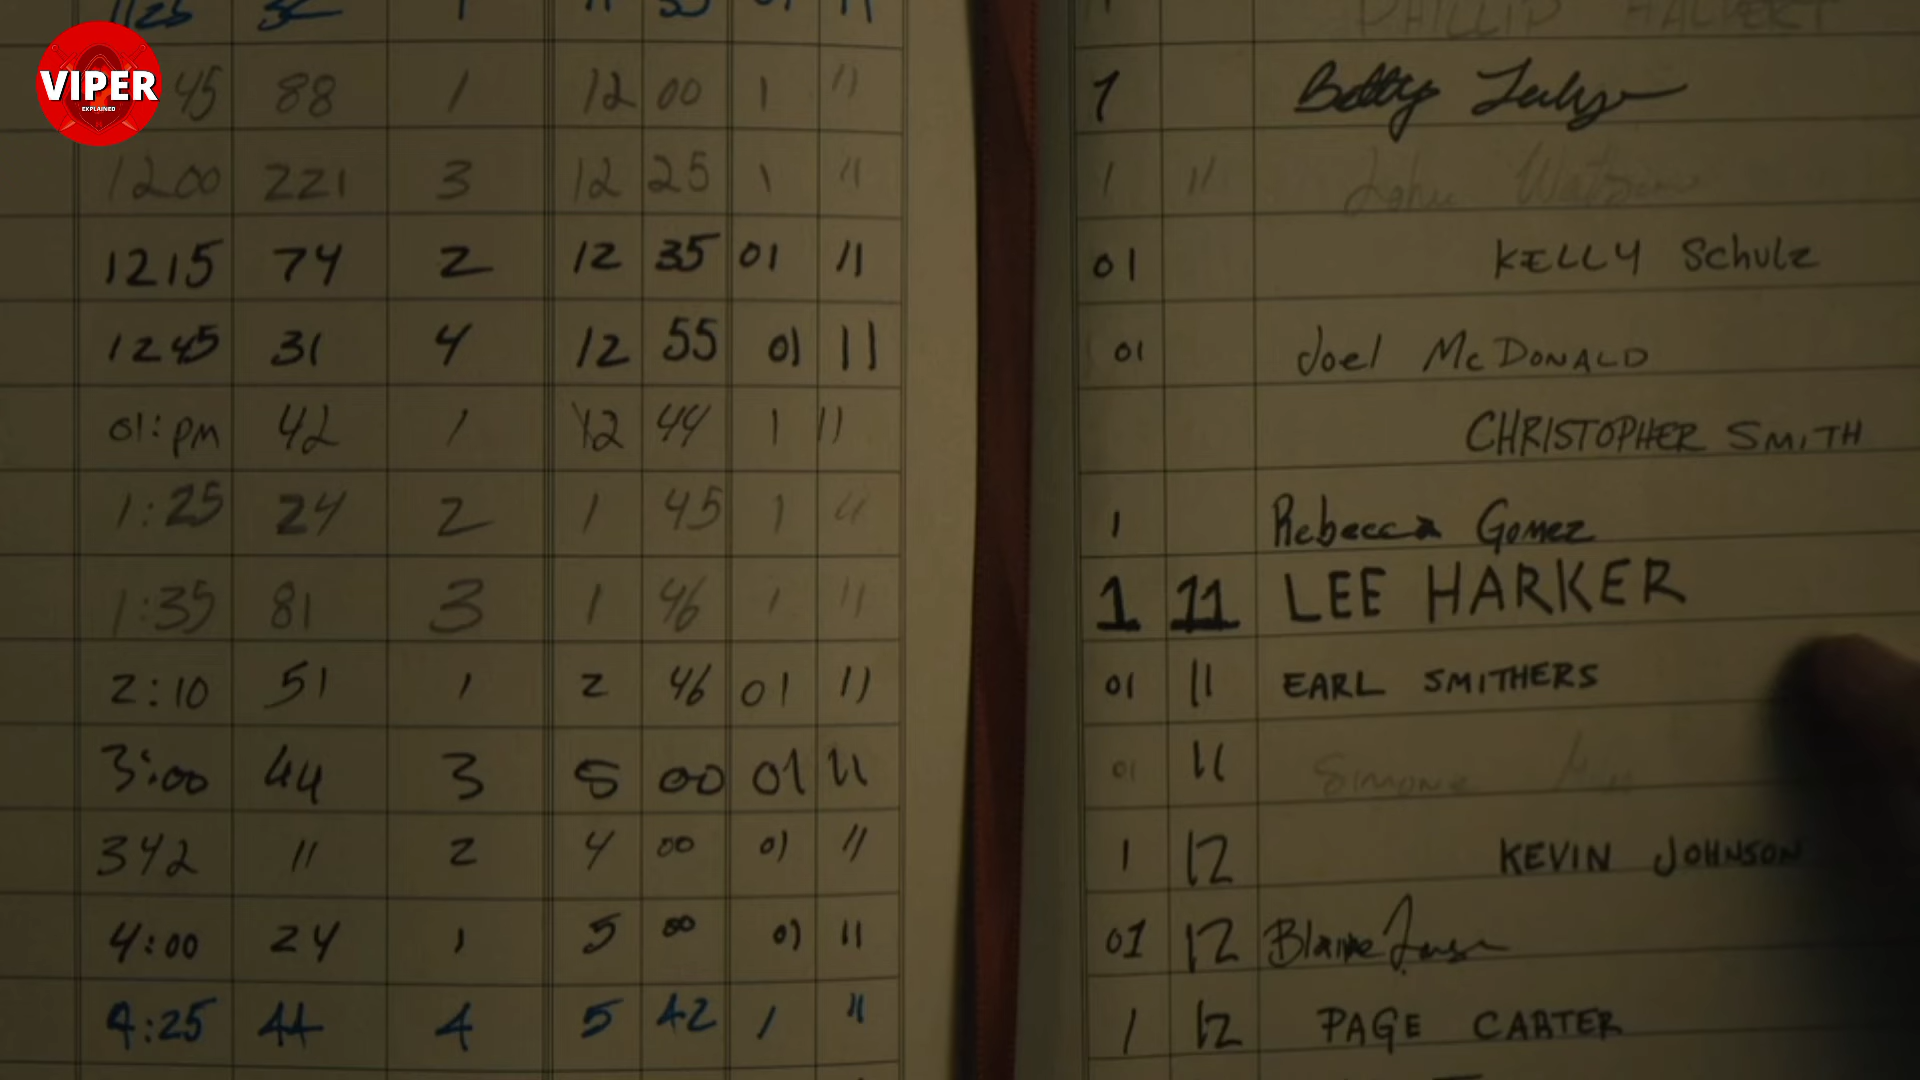 VIPER
EXPLAINED
45 88 1 12 00 1 11
1
1200 221 3 12 25 1 11
1 11 John Watson
1215 74 2 12 35 01 11
01 KELLY Schulz
1245 31 4 12 55 01 11
01 Joel McDONALD
01:PM 42 1 12 44 1 11
CHRISTOPHER SMITH
1:25 24 2 1 45 1 11
1 Rebecca Gomez
1:35 81 3 1 46 1 11
1 11 LEE HARKER
2:10 51 1 2 46 01 11
01 11 EARL SMITHERS
3:00 44 3 5 00 01 11
01 11 Simone
342 11 2 4 00 01 11
1 12 KEVIN JOHNSON
4:00 24 1 5 00 01 11
01 12 Blaine
4:25 44 4 5 42 1 11
1 12 PAGE CARTER